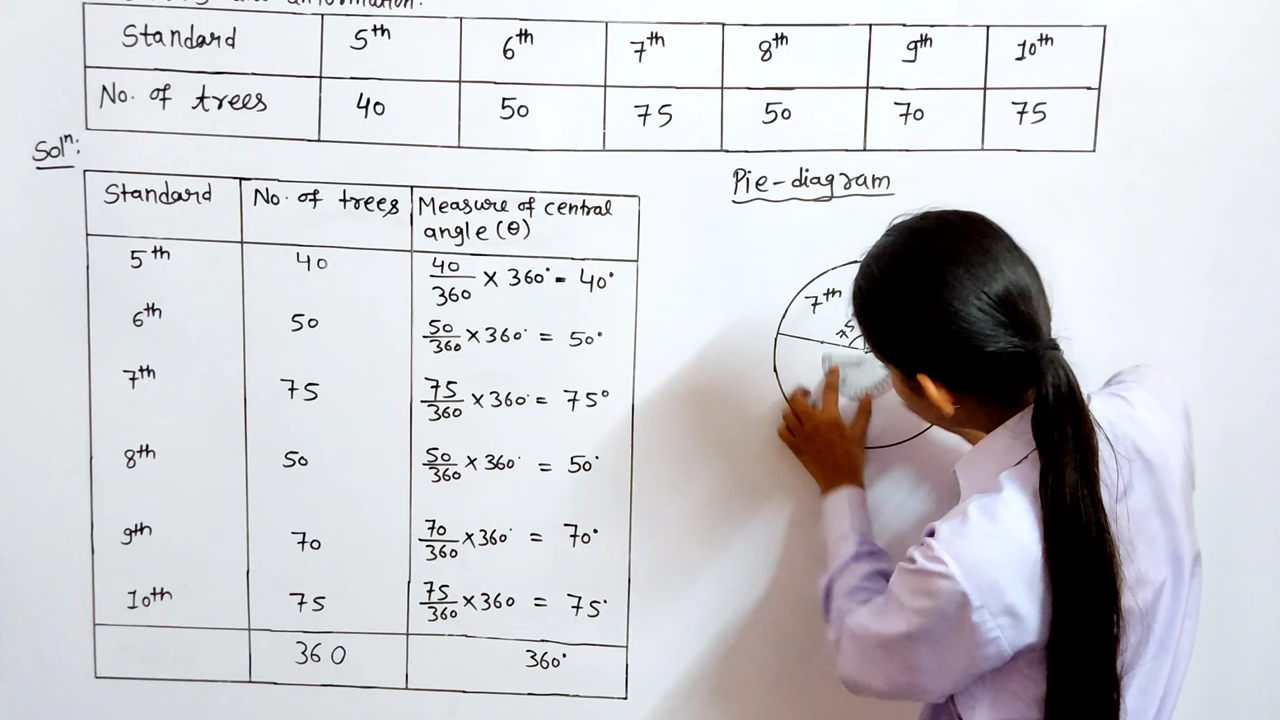 Standard 5th 6th 7th 8th 9th 10th
No. of trees 40 50 75 50 70 75
Solⁿ:
Pie-diagram
Standard No. of trees Measure of central angle (θ)
5th 40 40/360 × 360° = 40°
6th 50 50/360 × 360° = 50°
7th 75 75/360 × 360° = 75°
8th 50 50/360 × 360° = 50°
9th 70 70/360 × 360° = 70°
10th 75 75/360 × 360 = 75°
360 360°
7th
75